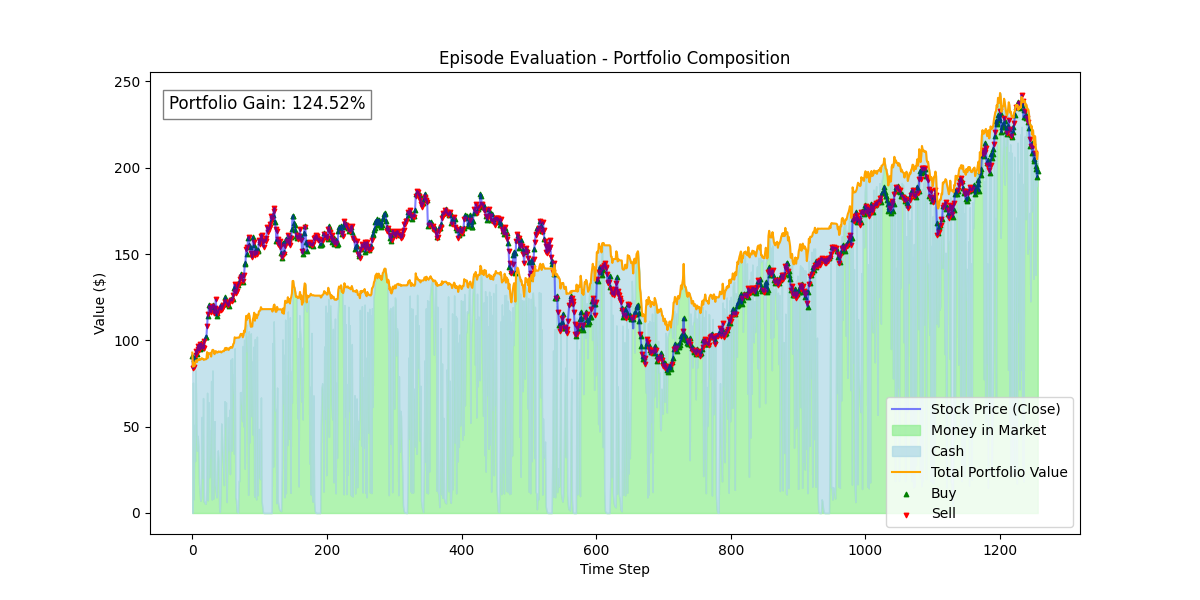 Episode Evaluation - Portfolio Composition
Portfolio Gain: 124.52%
250
200
150
100
50
0
Value ($)
0 200 400 600 800 1000 1200
Time Step
Stock Price (Close)
Money in Market
Cash
Total Portfolio Value
Buy
Sell